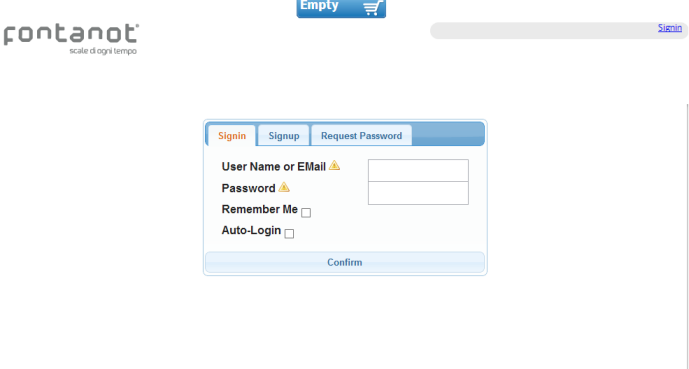 Empty
fontanot
scale di ogni tempo
Signin
Signin Signup Request Password
User Name or EMail
Password
Remember Me
Auto-Login
Confirm